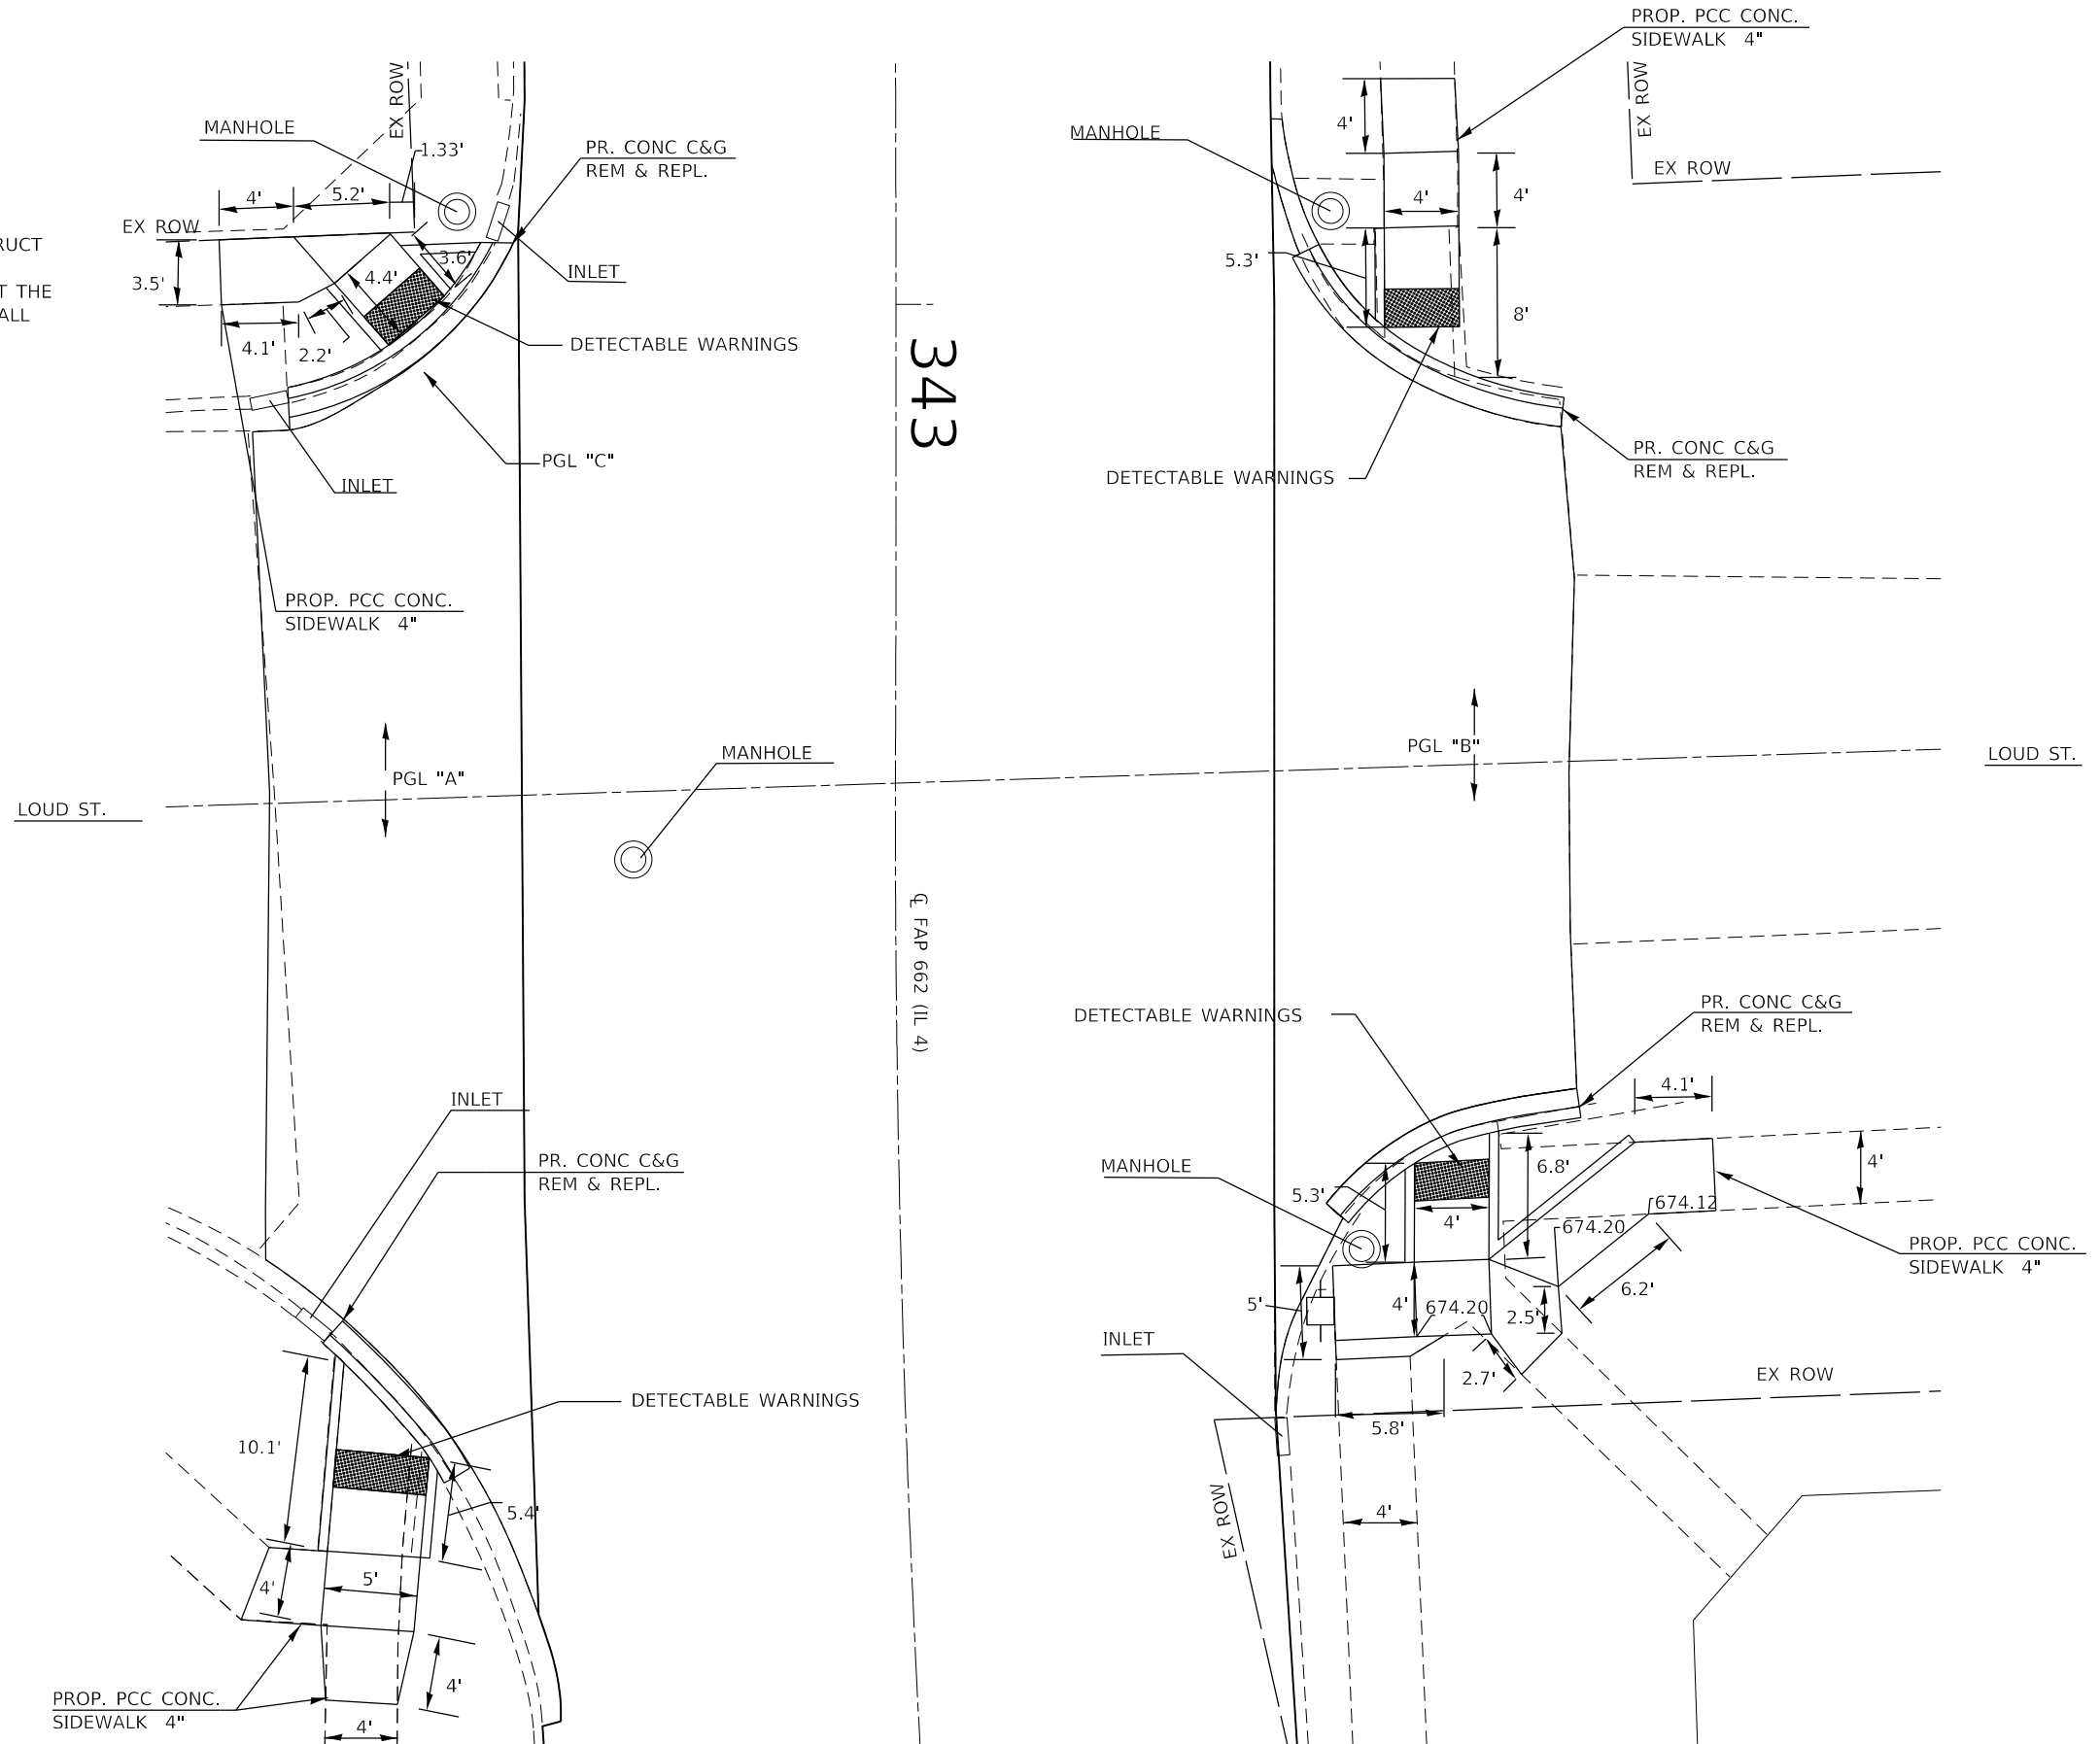 PROP. PCC CONC.
SIDEWALK 4"
EX ROW
EX ROW
MANHOLE
1.33'
PR. CONC C&G
REM & REPL.
MANHOLE
4'
EX ROW
4'
5.2'
4'
4'
EX ROW
RUCT
3.5'
T THE
ALL
3.6'
4.4'
INLET
5.3'
8'
DETECTABLE WARNINGS
4.1'
2.2'
343
PGL "C"
INLET
DETECTABLE WARNINGS
PR. CONC C&G
REM & REPL.
PROP. PCC CONC.
SIDEWALK 4"
MANHOLE
PGL "A"
PGL "B"
LOUD ST.
LOUD ST.
℄ FAP 662 (IL 4)
INLET
PR. CONC C&G
REM & REPL.
DETECTABLE WARNINGS
PR. CONC C&G
REM & REPL.
4.1'
MANHOLE
6.8'
4'
5.3'
4'
674.12
674.20
PROP. PCC CONC.
SIDEWALK 4"
6.2'
5'
4'
674.20
2.5'
INLET
2.7'
EX ROW
5.8'
DETECTABLE WARNINGS
10.1'
5.4'
EX ROW
4'
4'
5'
4'
PROP. PCC CONC.
SIDEWALK 4"
4'